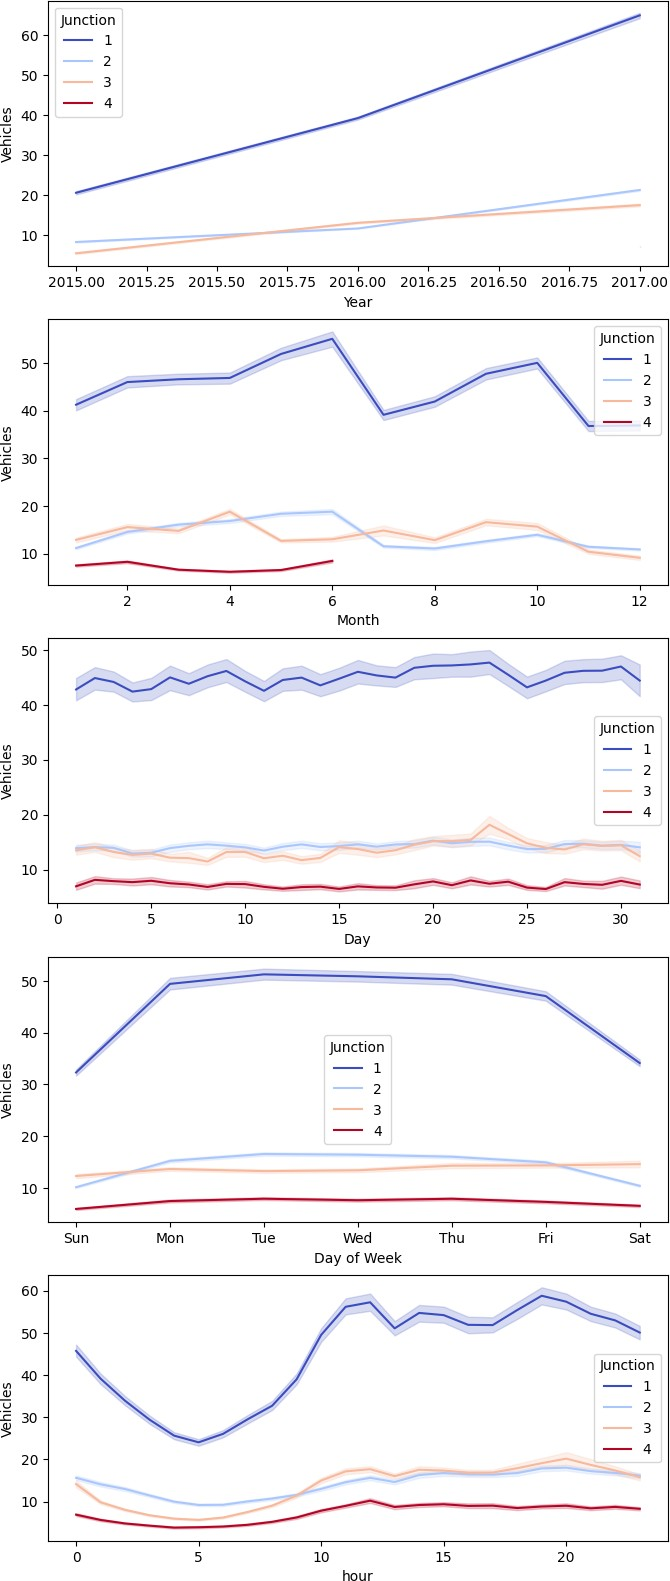 Junction
1
2
3
4
60
50
40
30
20
10
Vehicles
2015.00 2015.25 2015.50 2015.75 2016.00 2016.25 2016.50 2016.75 2017.00
Year
Junction
1
2
3
4
50
40
30
20
10
Vehicles
2 4 6 8 10 12
Month
50
40
30
20
10
Vehicles
Junction
1
2
3
4
0 5 10 15 20 25 30
Day
50
40
30
20
10
Vehicles
Junction
1
2
3
4
Sun Mon Tue Wed Thu Fri Sat
Day of Week
60
50
40
30
20
10
Vehicles
Junction
1
2
3
4
0 5 10 15 20
hour